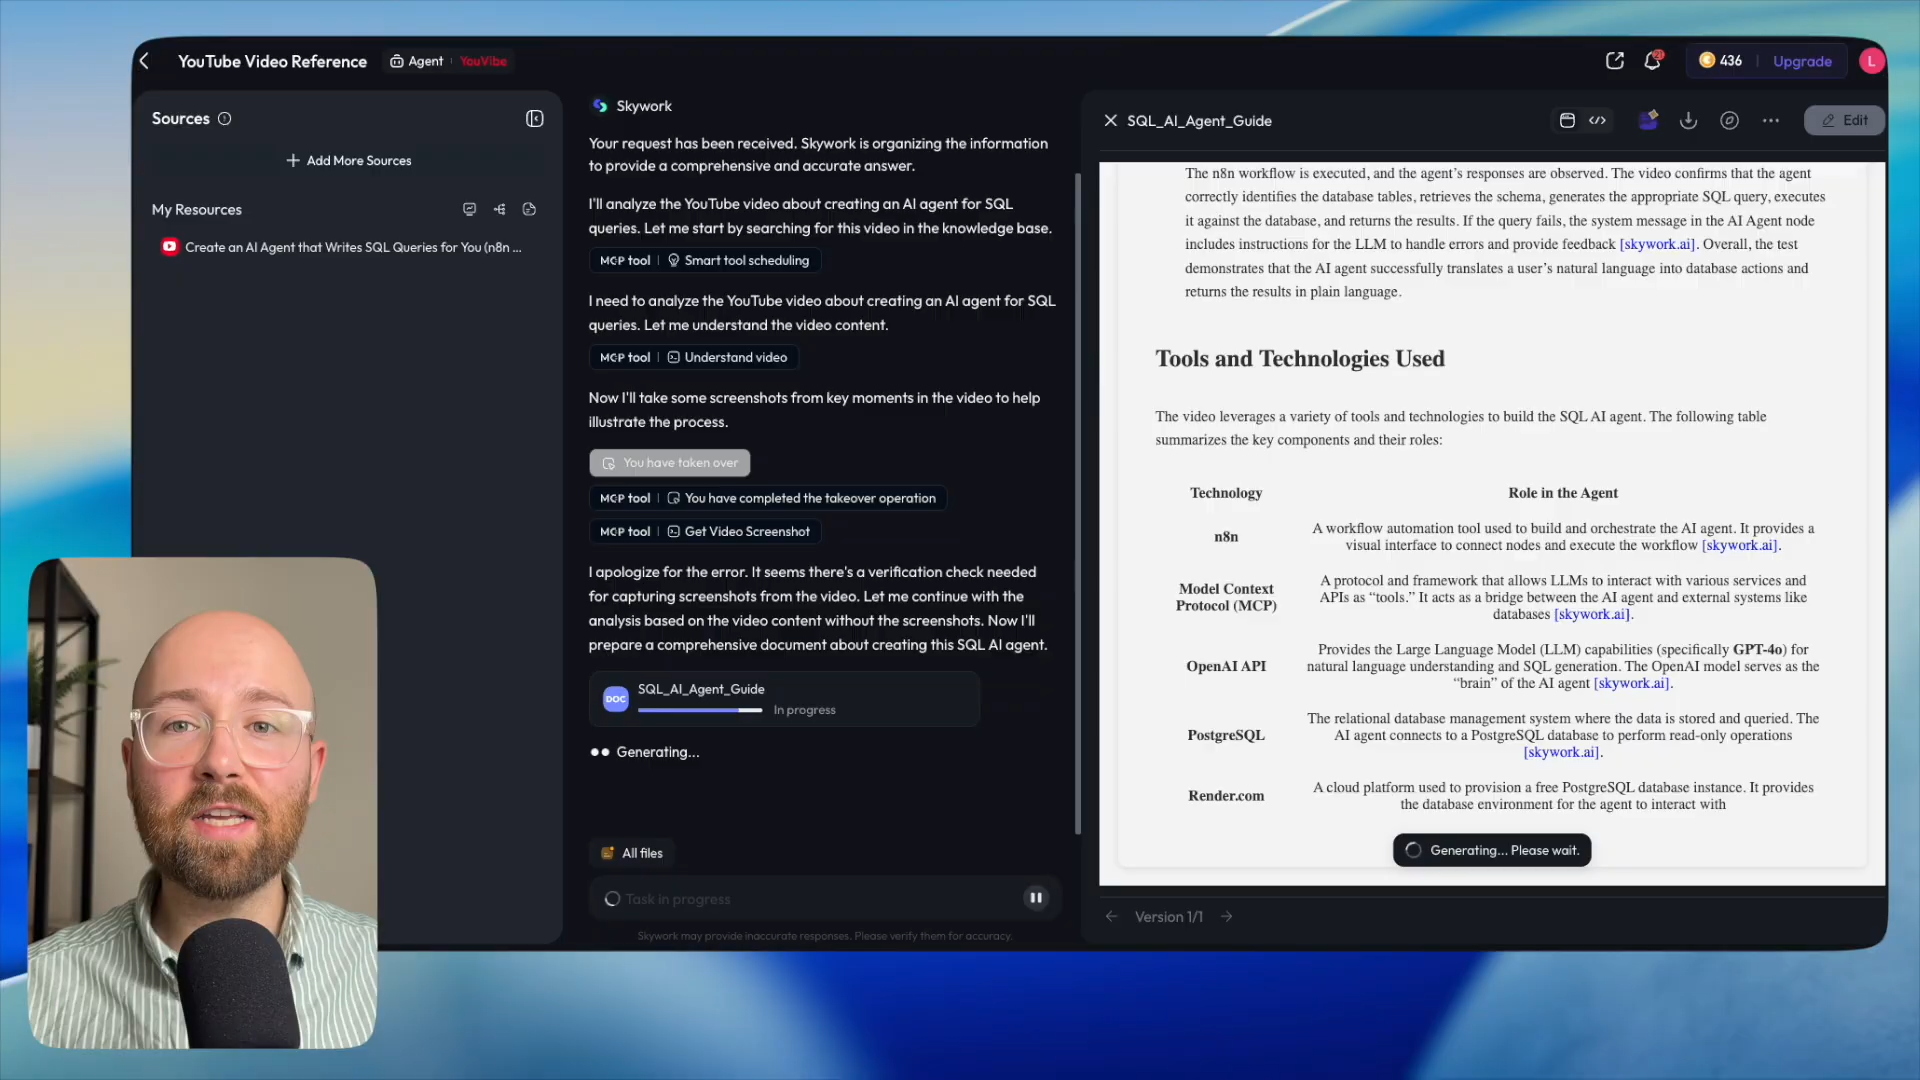 YouTube Video Reference
Agent
YouVibe
21
436
Upgrade
L
Sources
Add More Sources
My Resources
Create an AI Agent that Writes SQL Queries for You (n8n ...
Skywork
Your request has been received. Skywork is organizing the information
to provide a comprehensive and accurate answer.
I'll analyze the YouTube video about creating an AI agent for SQL
queries. Let me start by searching for this video in the knowledge base.
MCP tool | Smart tool scheduling
I need to analyze the YouTube video about creating an AI agent for SQL
queries. Let me understand the video content.
MCP tool | Understand video
Now I'll take some screenshots from key moments in the video to help
illustrate the process.
You have taken over
MCP tool | You have completed the takeover operation
MCP tool | Get Video Screenshot
I apologize for the error. It seems there's a verification check needed
for capturing screenshots from the video. Let me continue with the
analysis based on the video content without the screenshots. Now I'll
prepare a comprehensive document about creating this SQL AI agent.
DOC
SQL_AI_Agent_Guide
In progress
Generating...
All files
Task in progress
Skywork may provide inaccurate responses. Please verify them for accuracy.
SQL_AI_Agent_Guide
Edit
The n8n workflow is executed, and the agent's responses are observed. The video confirms that the agent
correctly identifies the database tables, retrieves the schema, generates the appropriate SQL query, executes
it against the database, and returns the results. If the query fails, the system message in the AI Agent node
includes instructions for the LLM to handle errors and provide feedback [skywork.ai]. Overall, the test
demonstrates that the AI agent successfully translates a user's natural language into database actions and
returns the results in plain language.
Tools and Technologies Used
The video leverages a variety of tools and technologies to build the SQL AI agent. The following table
summarizes the key components and their roles:
Technology
Role in the Agent
n8n
A workflow automation tool used to build and orchestrate the AI agent. It provides a
visual interface to connect nodes and execute the workflow [skywork.ai].
Model Context
Protocol (MCP)
A protocol and framework that allows LLMs to interact with various services and
APIs as “tools.” It acts as a bridge between the AI agent and external systems like
databases [skywork.ai].
OpenAI API
Provides the Large Language Model (LLM) capabilities (specifically GPT-4o) for
natural language understanding and SQL generation. The OpenAI model serves as the
“brain” of the AI agent [skywork.ai].
PostgreSQL
The relational database management system where the data is stored and queried. The
AI agent connects to a PostgreSQL database to perform read-only operations
[skywork.ai].
Render.com
A cloud platform used to provision a free PostgreSQL database instance. It provides
the database environment for the agent to interact with
Generating... Please wait.
Version 1/1